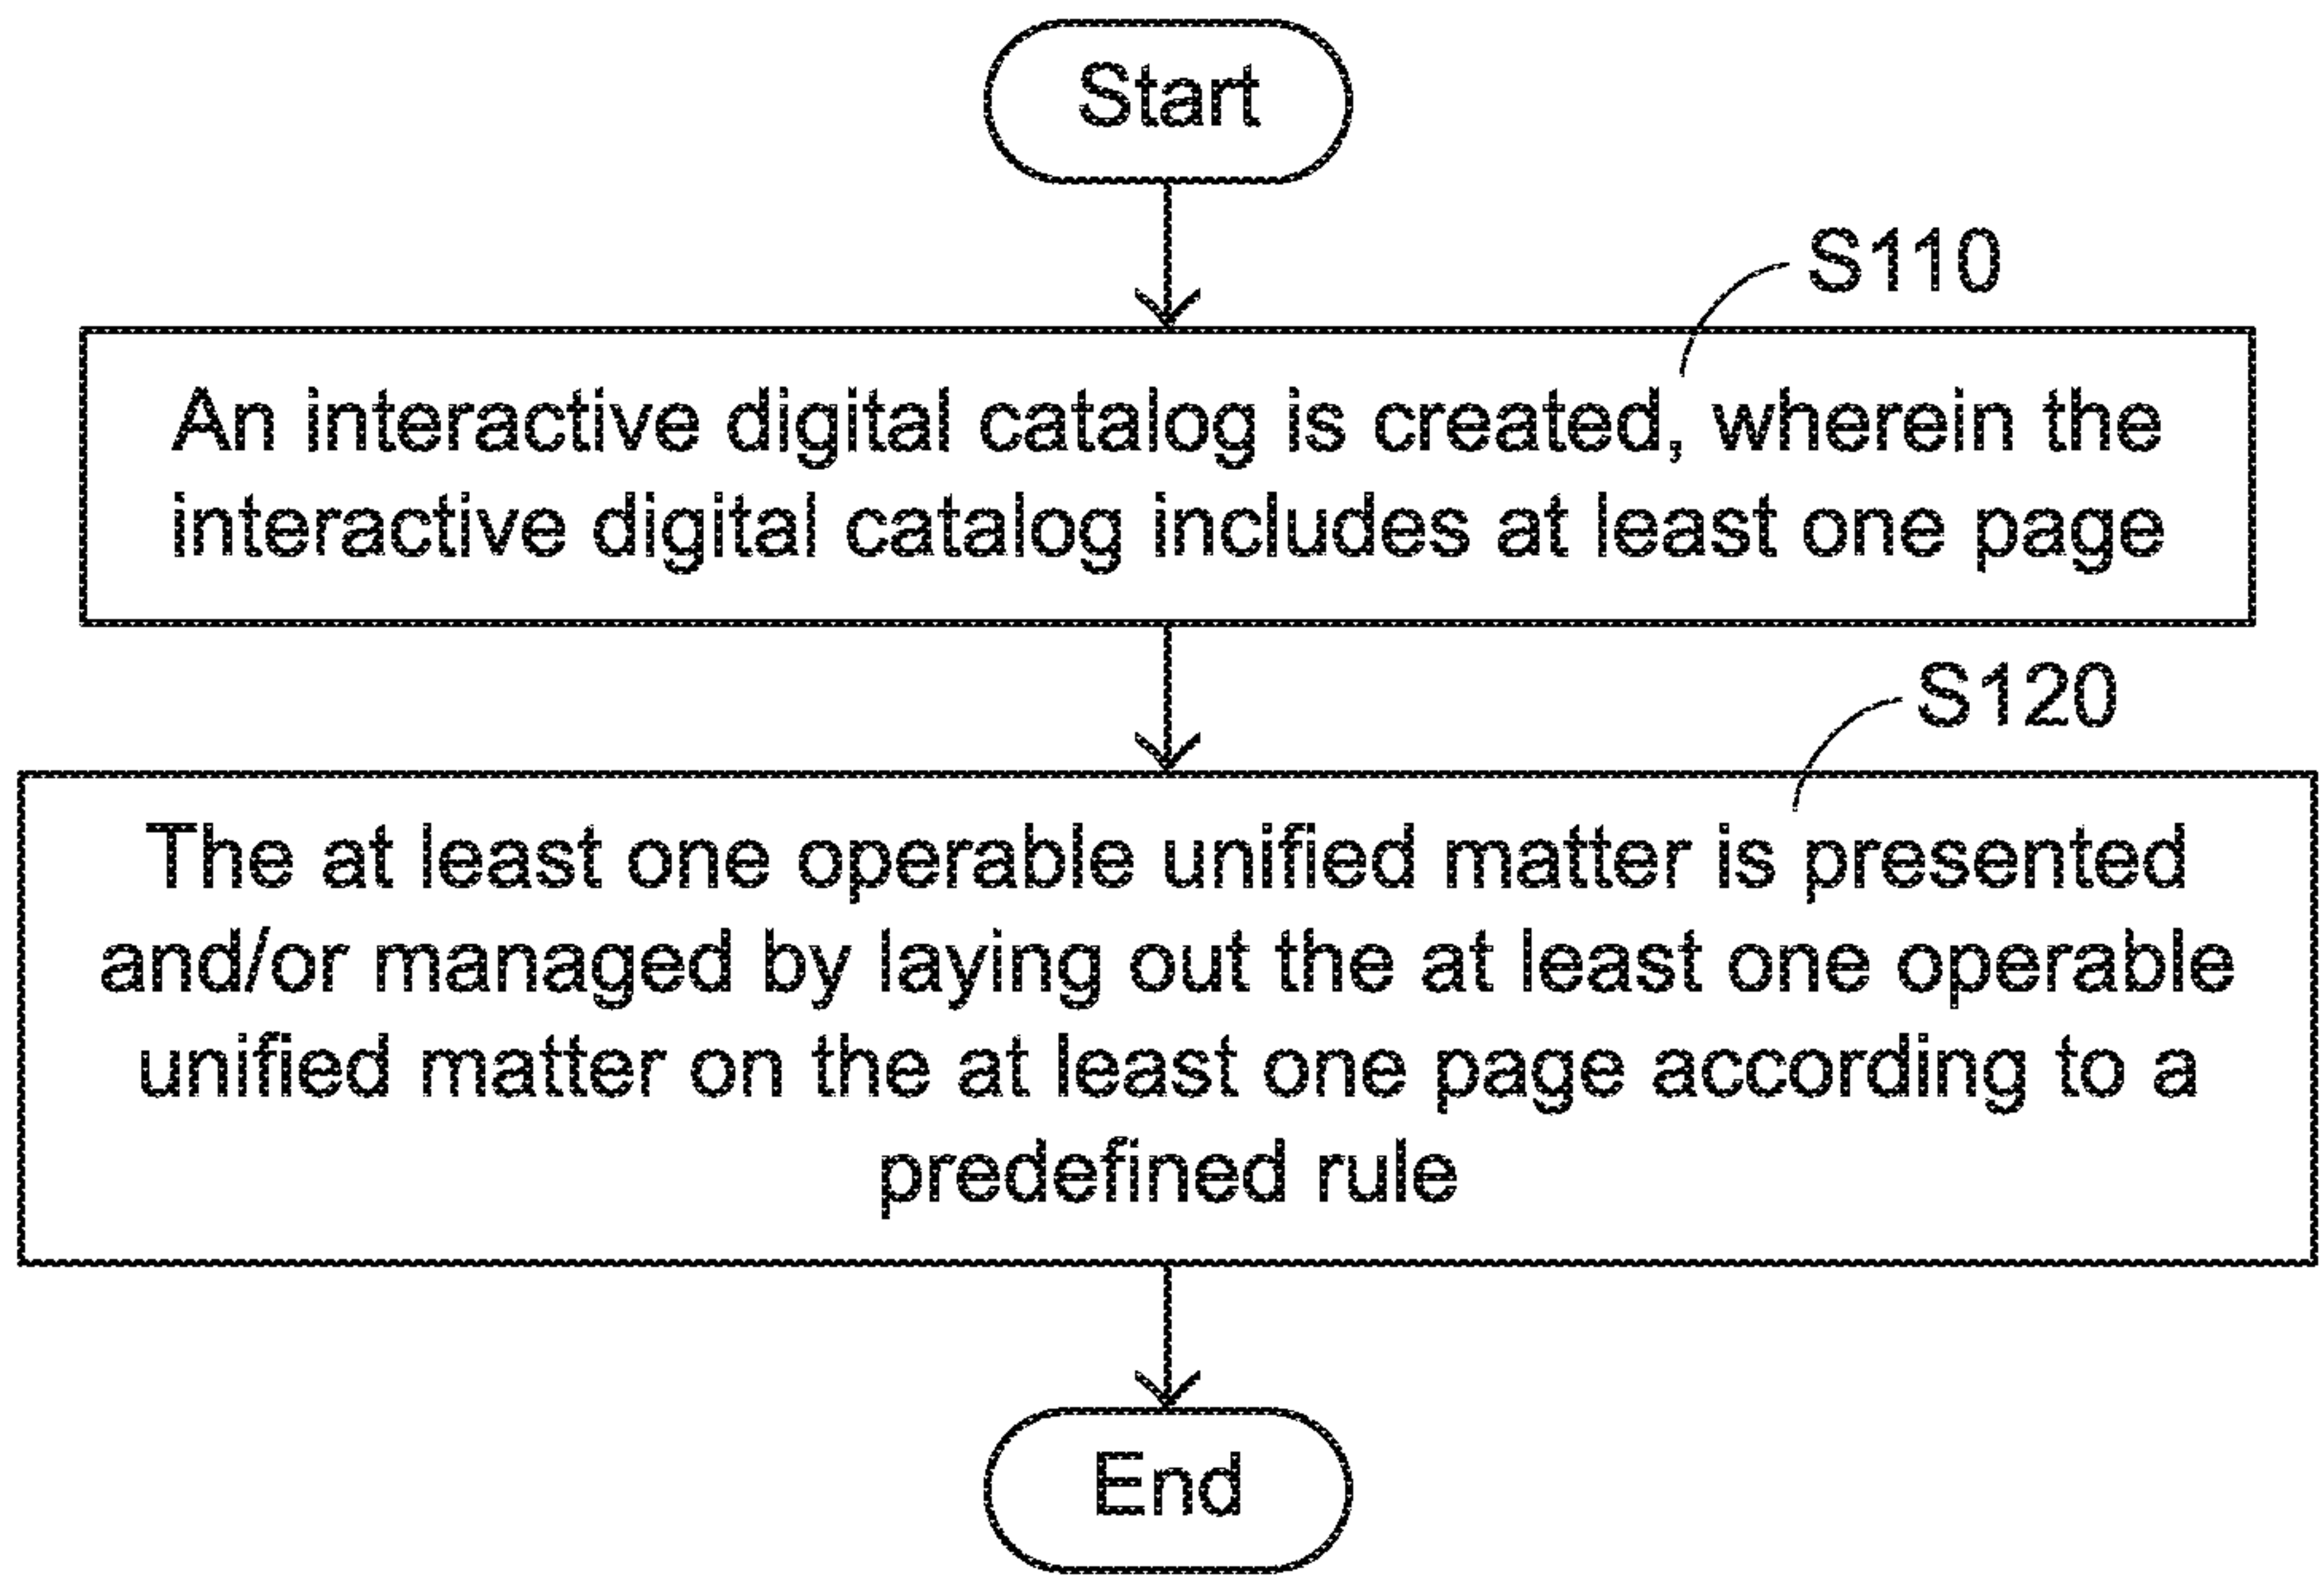 Start
S110
An interactive digital catalog is created, wherein the
interactive digital catalog includes at least one page
S120
The at least one operable unified matter is presented
and/or managed by laying out the at least one operable
unified matter on the at least one page according to a
predefined rule
End